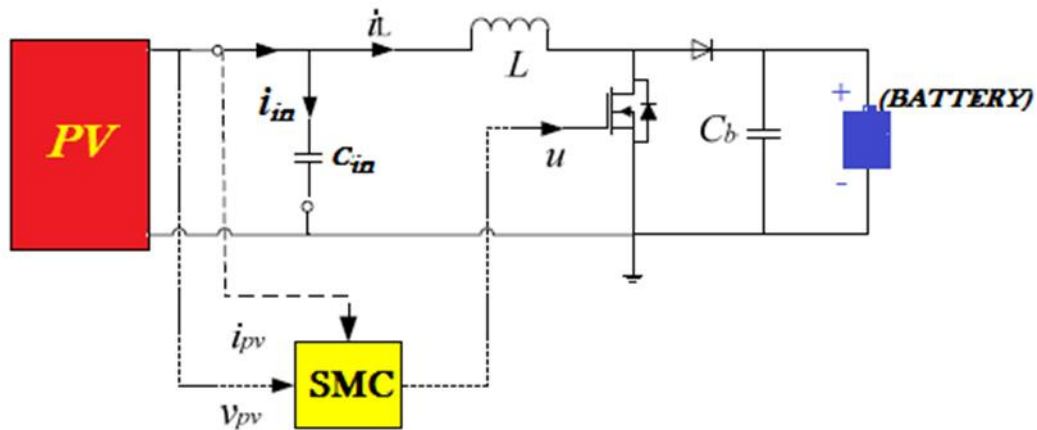 iL
L
PV
iin
Cin
u
Cb
+
(BATTERY)
-
ipv
SMC
vpv